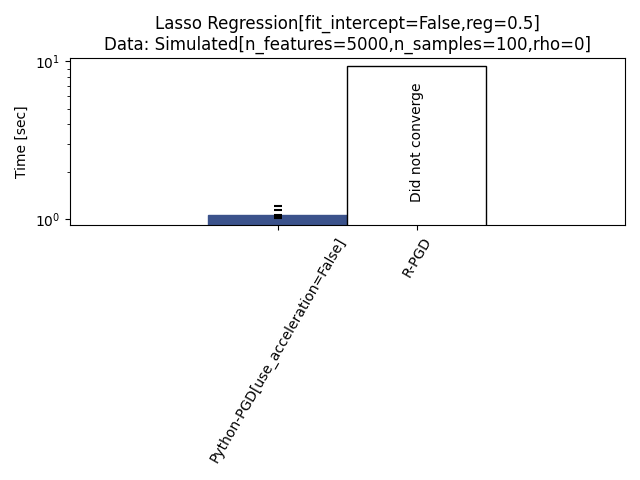 Lasso Regression[fit_intercept=False,reg=0.5]
Data: Simulated[n_features=5000,n_samples=100,rho=0]
Time [sec]
10¹
10⁰
Did not converge
Python-PGD[use_acceleration=False]
R-PGD